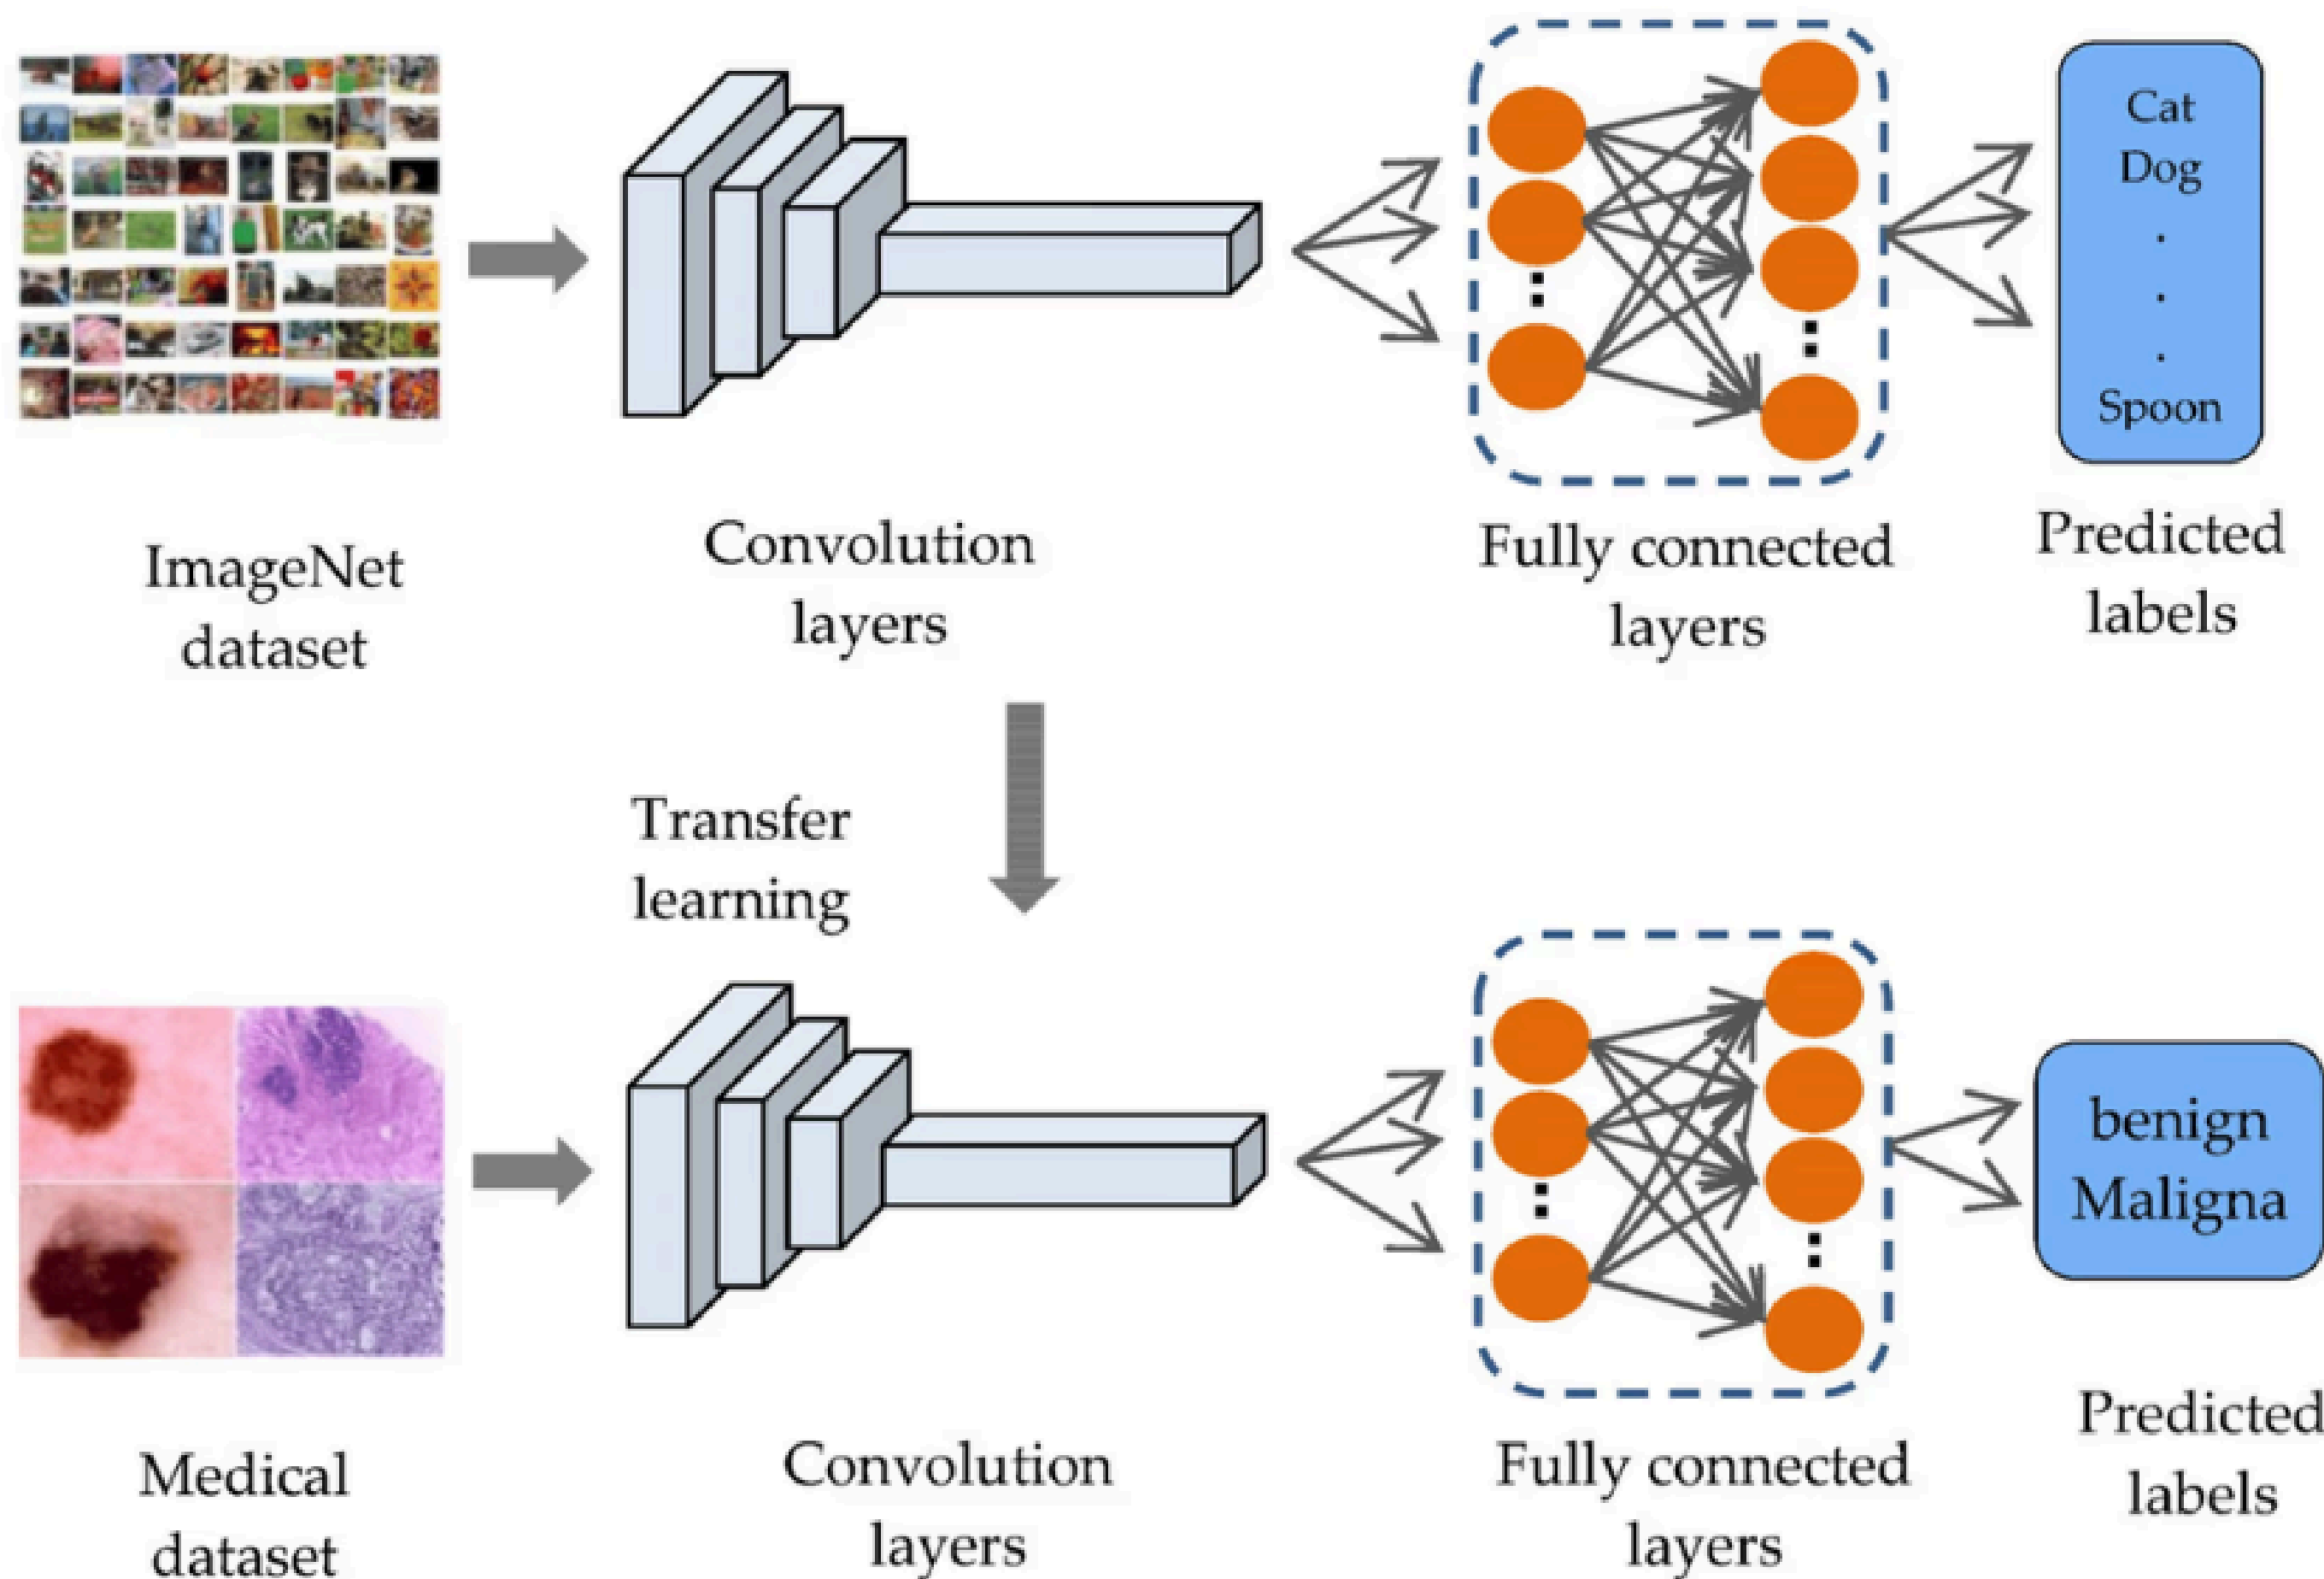 Cat
Dog
.
.
.
Spoon
ImageNet
dataset
Convolution
layers
Fully connected
layers
Predicted
labels
Transfer
learning
benign
Maligna
Medical
dataset
Convolution
layers
Fully connected
layers
Predicted
labels